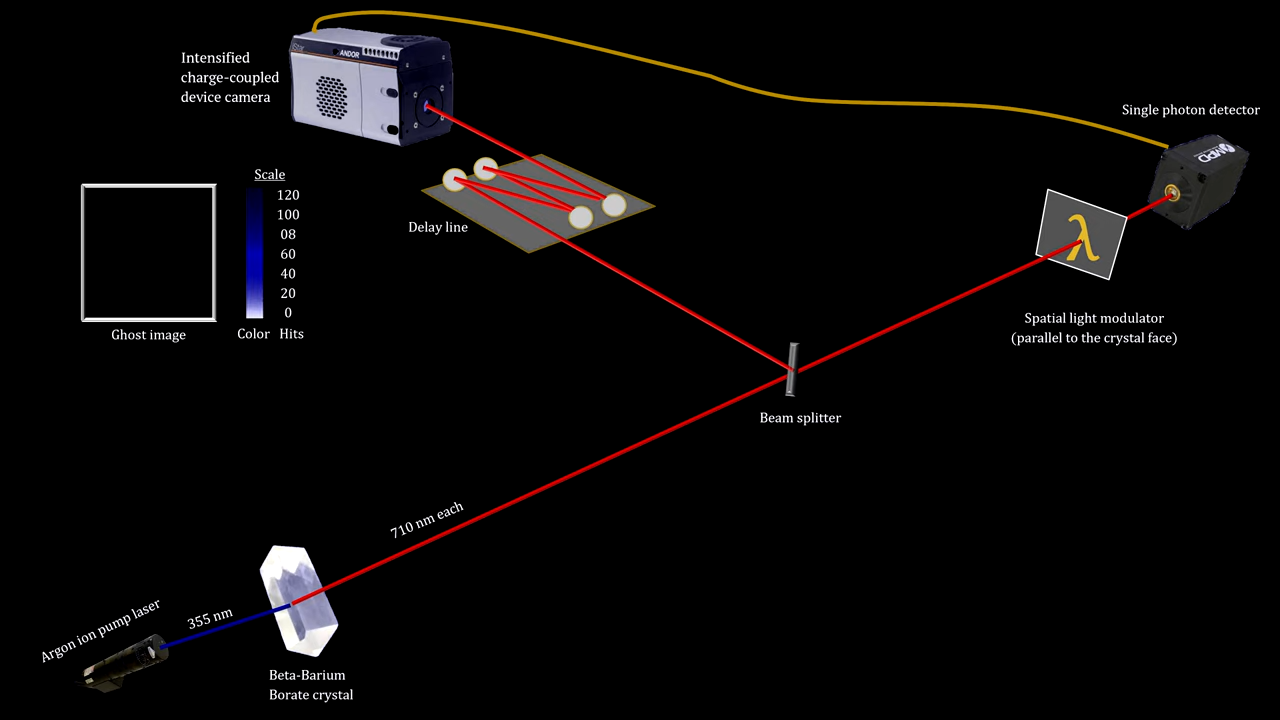 Intensified
charge-coupled
device camera
iStar
ANDOR
Single photon detector
MPD
Scale
120
100
08
60
40
20
0
Color Hits
Ghost image
Delay line
λ
Spatial light modulator
(parallel to the crystal face)
Beam splitter
710 nm each
355 nm
Argon ion pump laser
Beta-Barium
Borate crystal